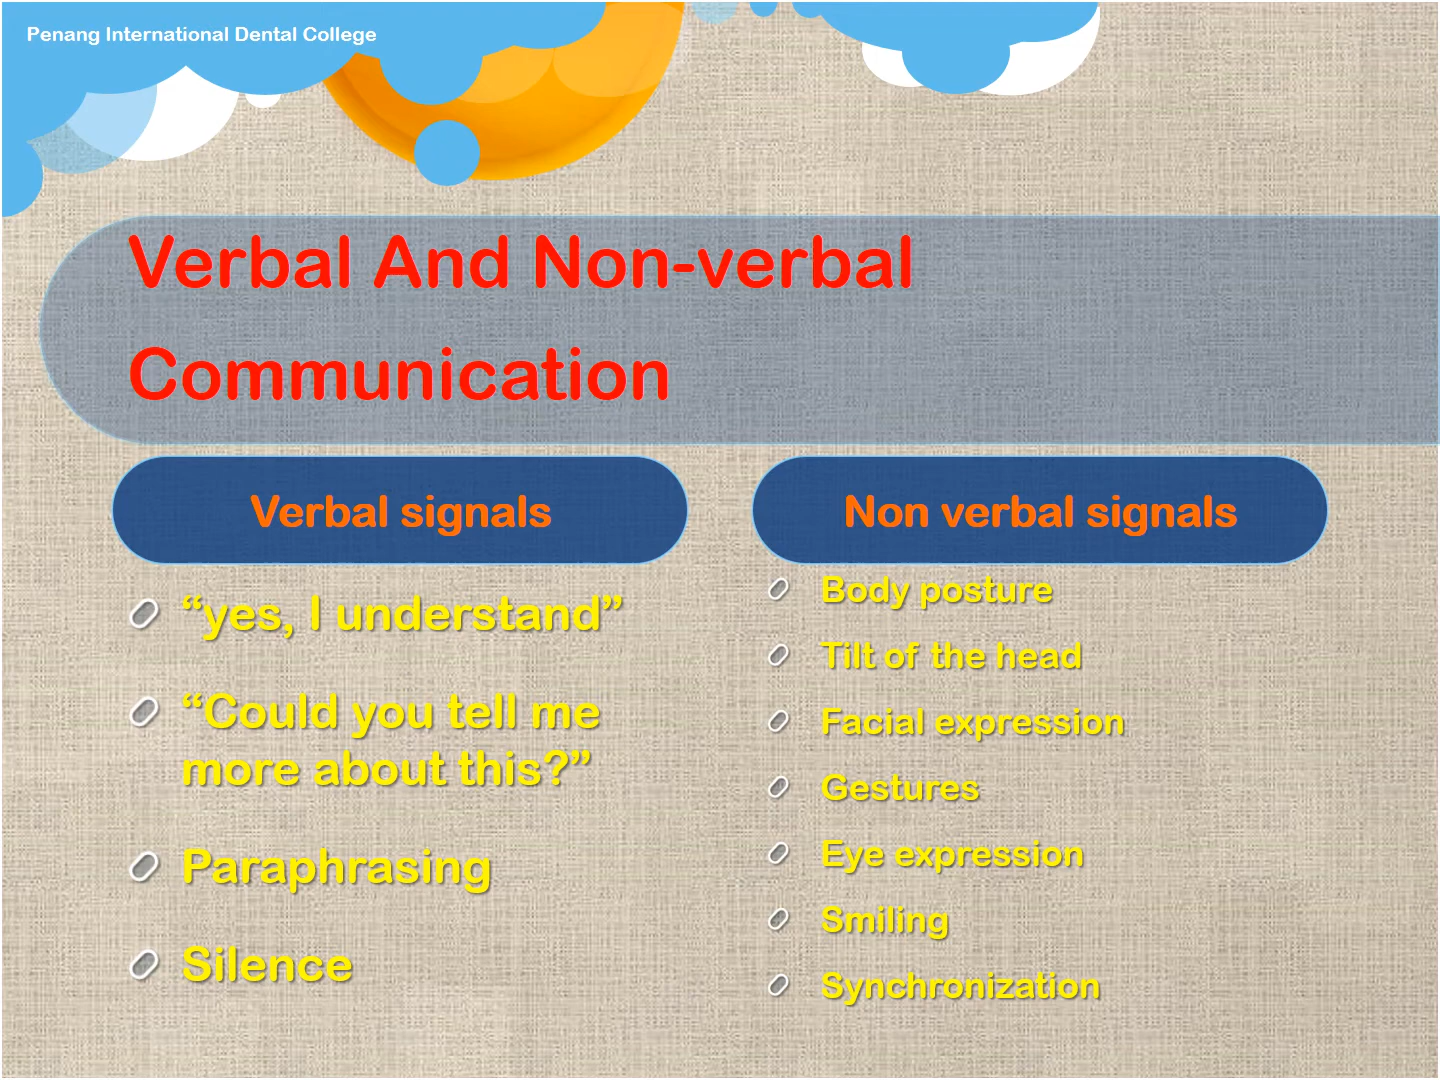 Penang International Dental College
Verbal And Non-verbal
Communication
Verbal signals
“yes, I understand”
“Could you tell me
more about this?”
Paraphrasing
Silence
Non verbal signals
Body posture
Tilt of the head
Facial expression
Gestures
Eye expression
Smiling
Synchronization